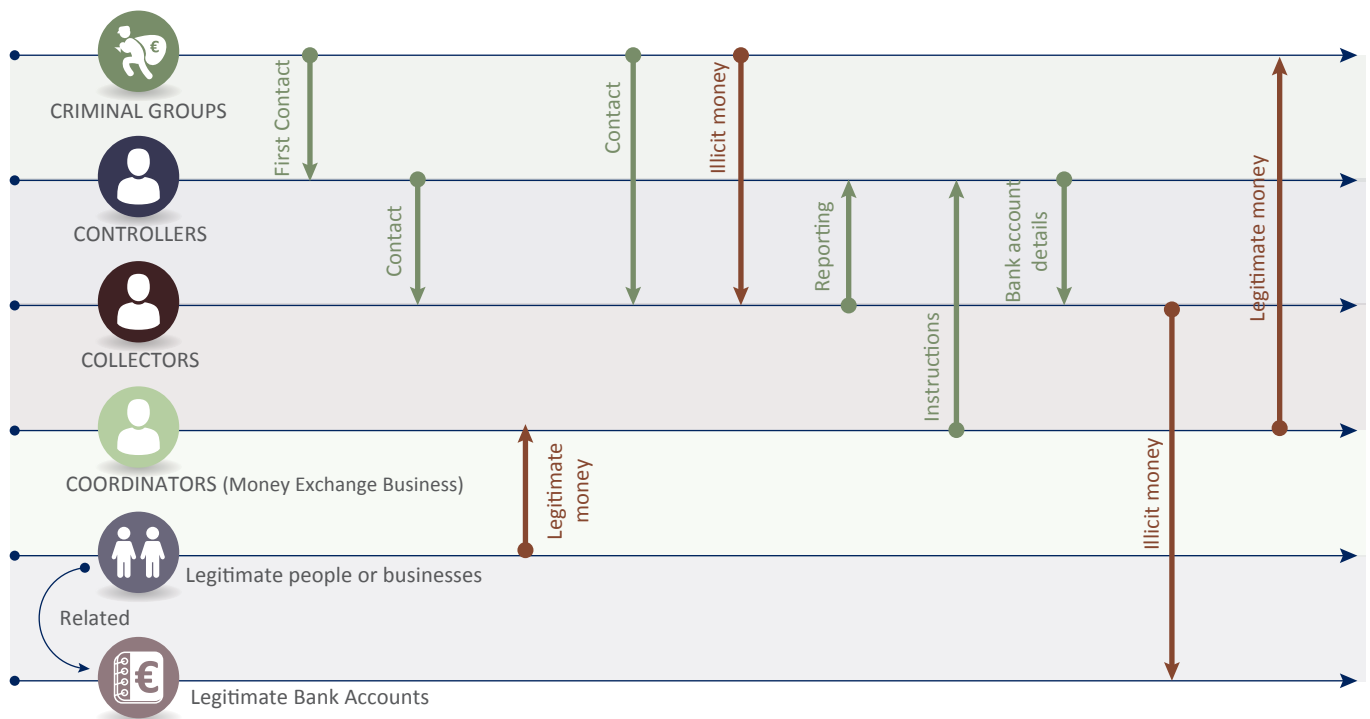 €
CRIMINAL GROUPS
First Contact
Contact
Illicit money
Legitimate money
CONTROLLERS
Contact
Reporting
Bank account
details
Instructions
COLLECTORS
COORDINATORS (Money Exchange Business)
Legitimate
money
Illicit money
Legitimate people or businesses
Related
€
Legitimate Bank Accounts